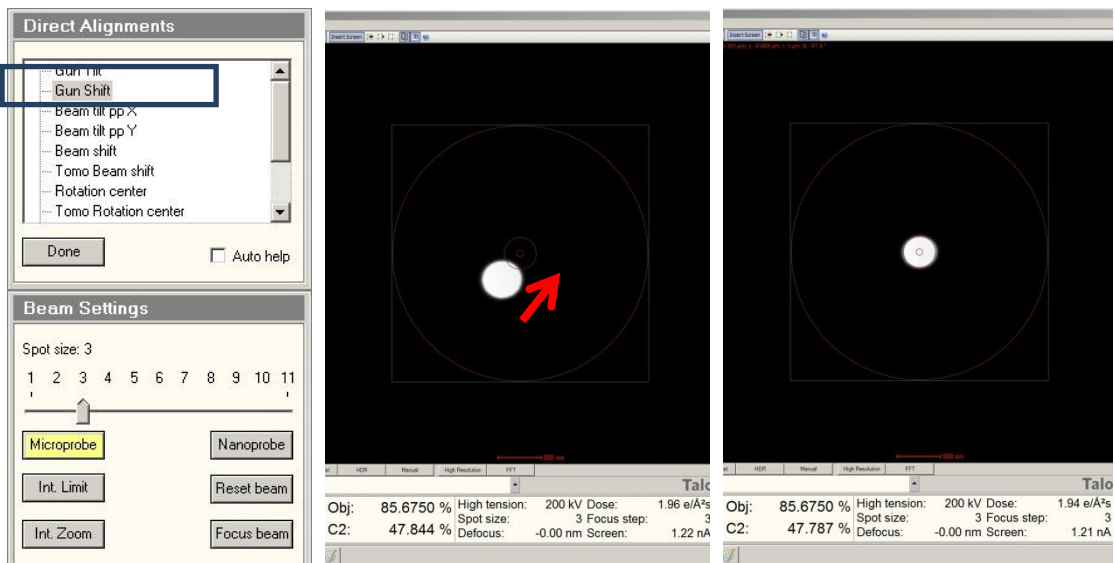 Direct Alignments
Gun Tilt
Gun Shift
Beam tilt pp X
Beam tilt pp Y
Beam shift
Tomo Beam shift
Rotation center
Tomo Rotation center
Done
Auto help
Beam Settings
Spot size: 3
1 2 3 4 5 6 7 8 9 10 11
Microprobe Nanoprobe
Int. Limit Reset beam
Int. Zoom Focus beam
Insert Screen
500 nm
HDR Manual High Resolution FFT
Talo
Obj: 85.6750 % High tension: 200 kV Dose: 1.96 e/Å²s
Spot size: 3 Focus step: 3
C2: 47.844 % Defocus: -0.00 nm Screen: 1.22 nA
Insert Screen
500 nm
HDR Manual High Resolution FFT
Talo
Obj: 85.6750 % High tension: 200 kV Dose: 1.94 e/Å²s
Spot size: 3 Focus step: 3
C2: 47.787 % Defocus: -0.00 nm Screen: 1.21 nA